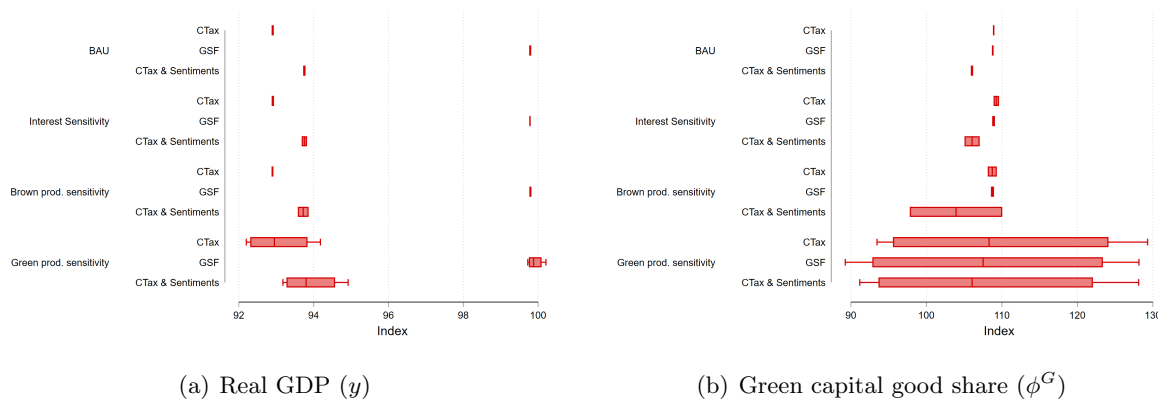 CTax
BAU
GSF
CTax & Sentiments
CTax
Interest Sensitivity
GSF
CTax & Sentiments
CTax
Brown prod. sensitivity
GSF
CTax & Sentiments
CTax
Green prod. sensitivity
GSF
CTax & Sentiments
92 94 96 98 100
Index
(a) Real GDP (y)
CTax
BAU
GSF
CTax & Sentiments
CTax
Interest Sensitivity
GSF
CTax & Sentiments
CTax
Brown prod. sensitivity
GSF
CTax & Sentiments
CTax
Green prod. sensitivity
GSF
CTax & Sentiments
90 100 110 120 130
Index
(b) Green capital good share (ϕ^G)